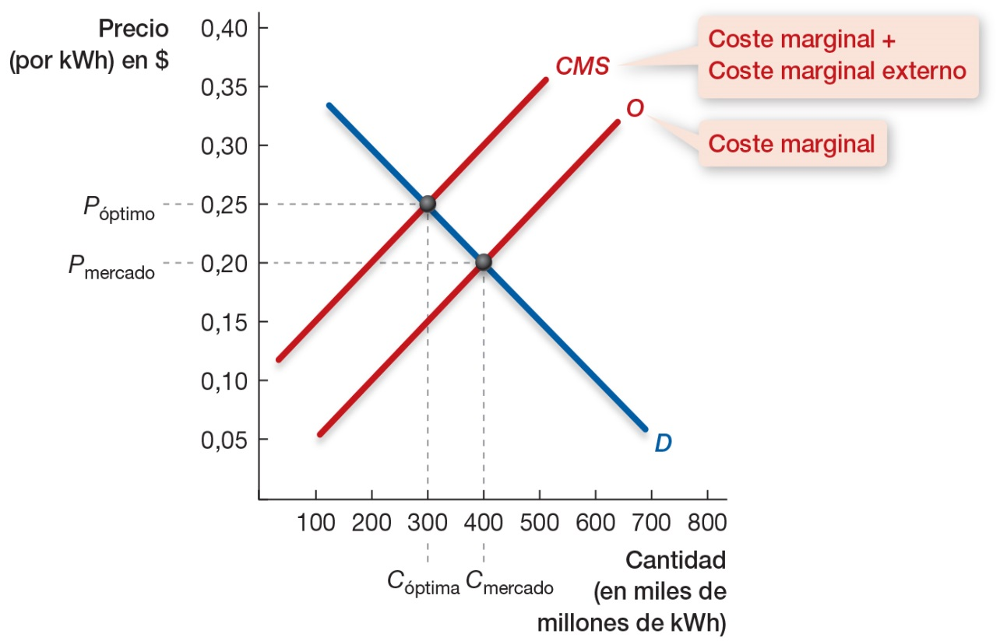 Precio
(por kWh) en $
0,40
0,35
0,30
0,25
0,20
0,15
0,10
0,05
Póptimo
Pmercado
CMS
Coste marginal +
Coste marginal externo
O
Coste marginal
D
100 200 300 400 500 600 700 800
Cóptima Cmercado
Cantidad
(en miles de
millones de kWh)